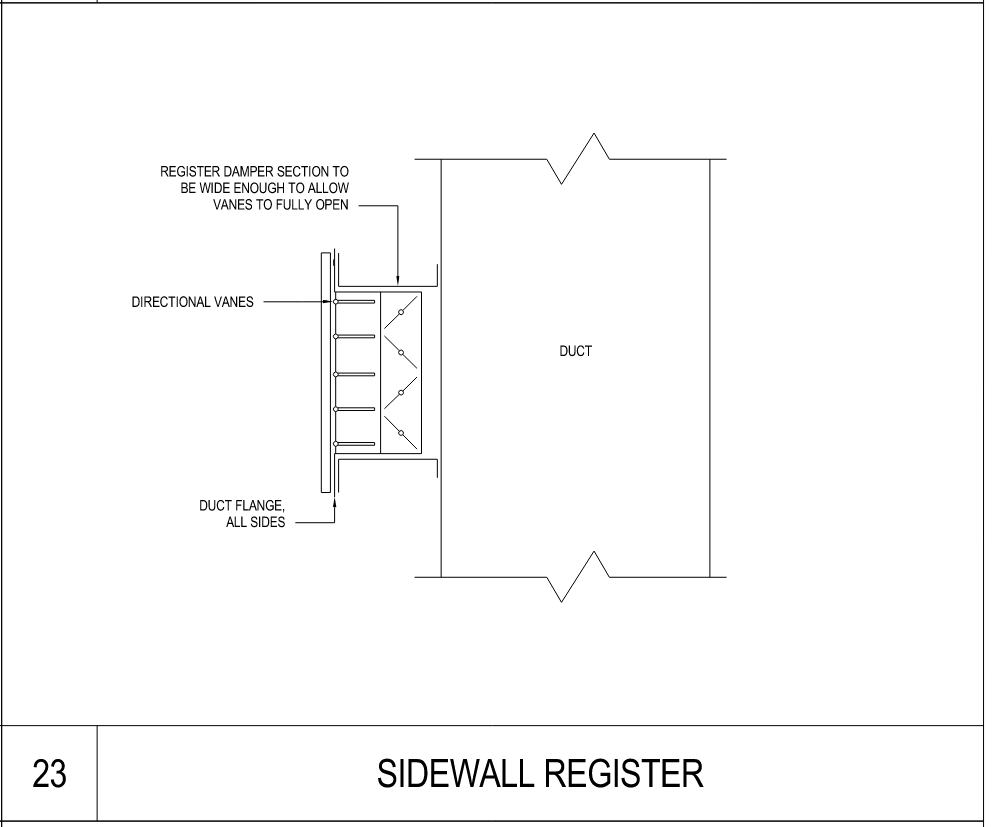 REGISTER DAMPER SECTION TO
BE WIDE ENOUGH TO ALLOW
VANES TO FULLY OPEN
DIRECTIONAL VANES
DUCT
DUCT FLANGE,
ALL SIDES
23
SIDEWALL REGISTER